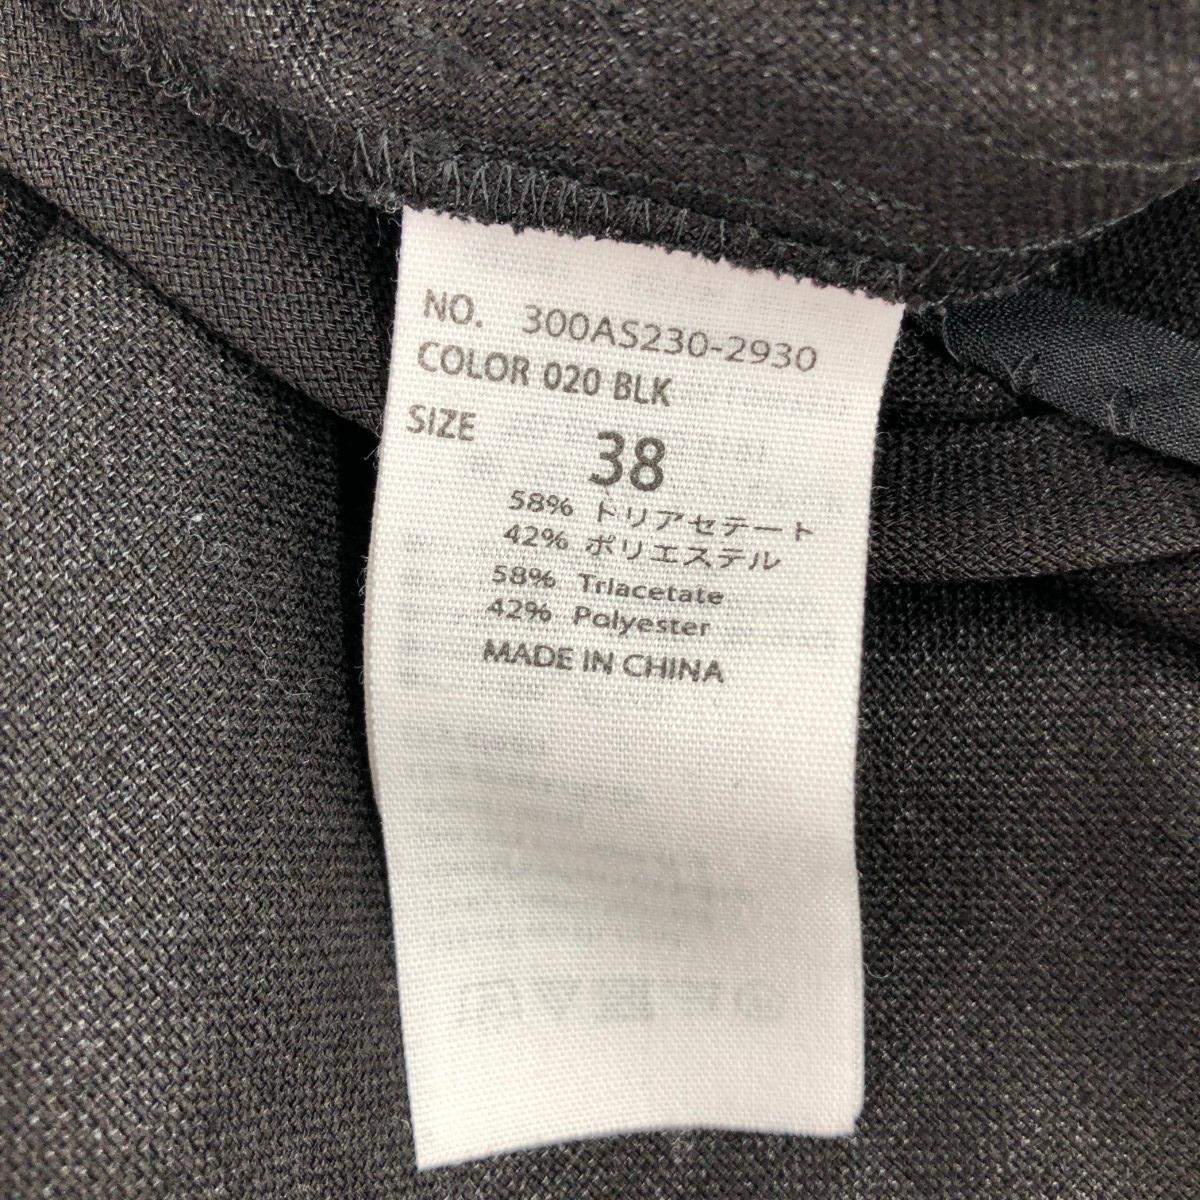 NO. 300AS230-2930
COLOR 020 BLK
SIZE 38
58% トリアセテート
42% ポリエステル
58% Triacetate
42% Polyester
MADE IN CHINA